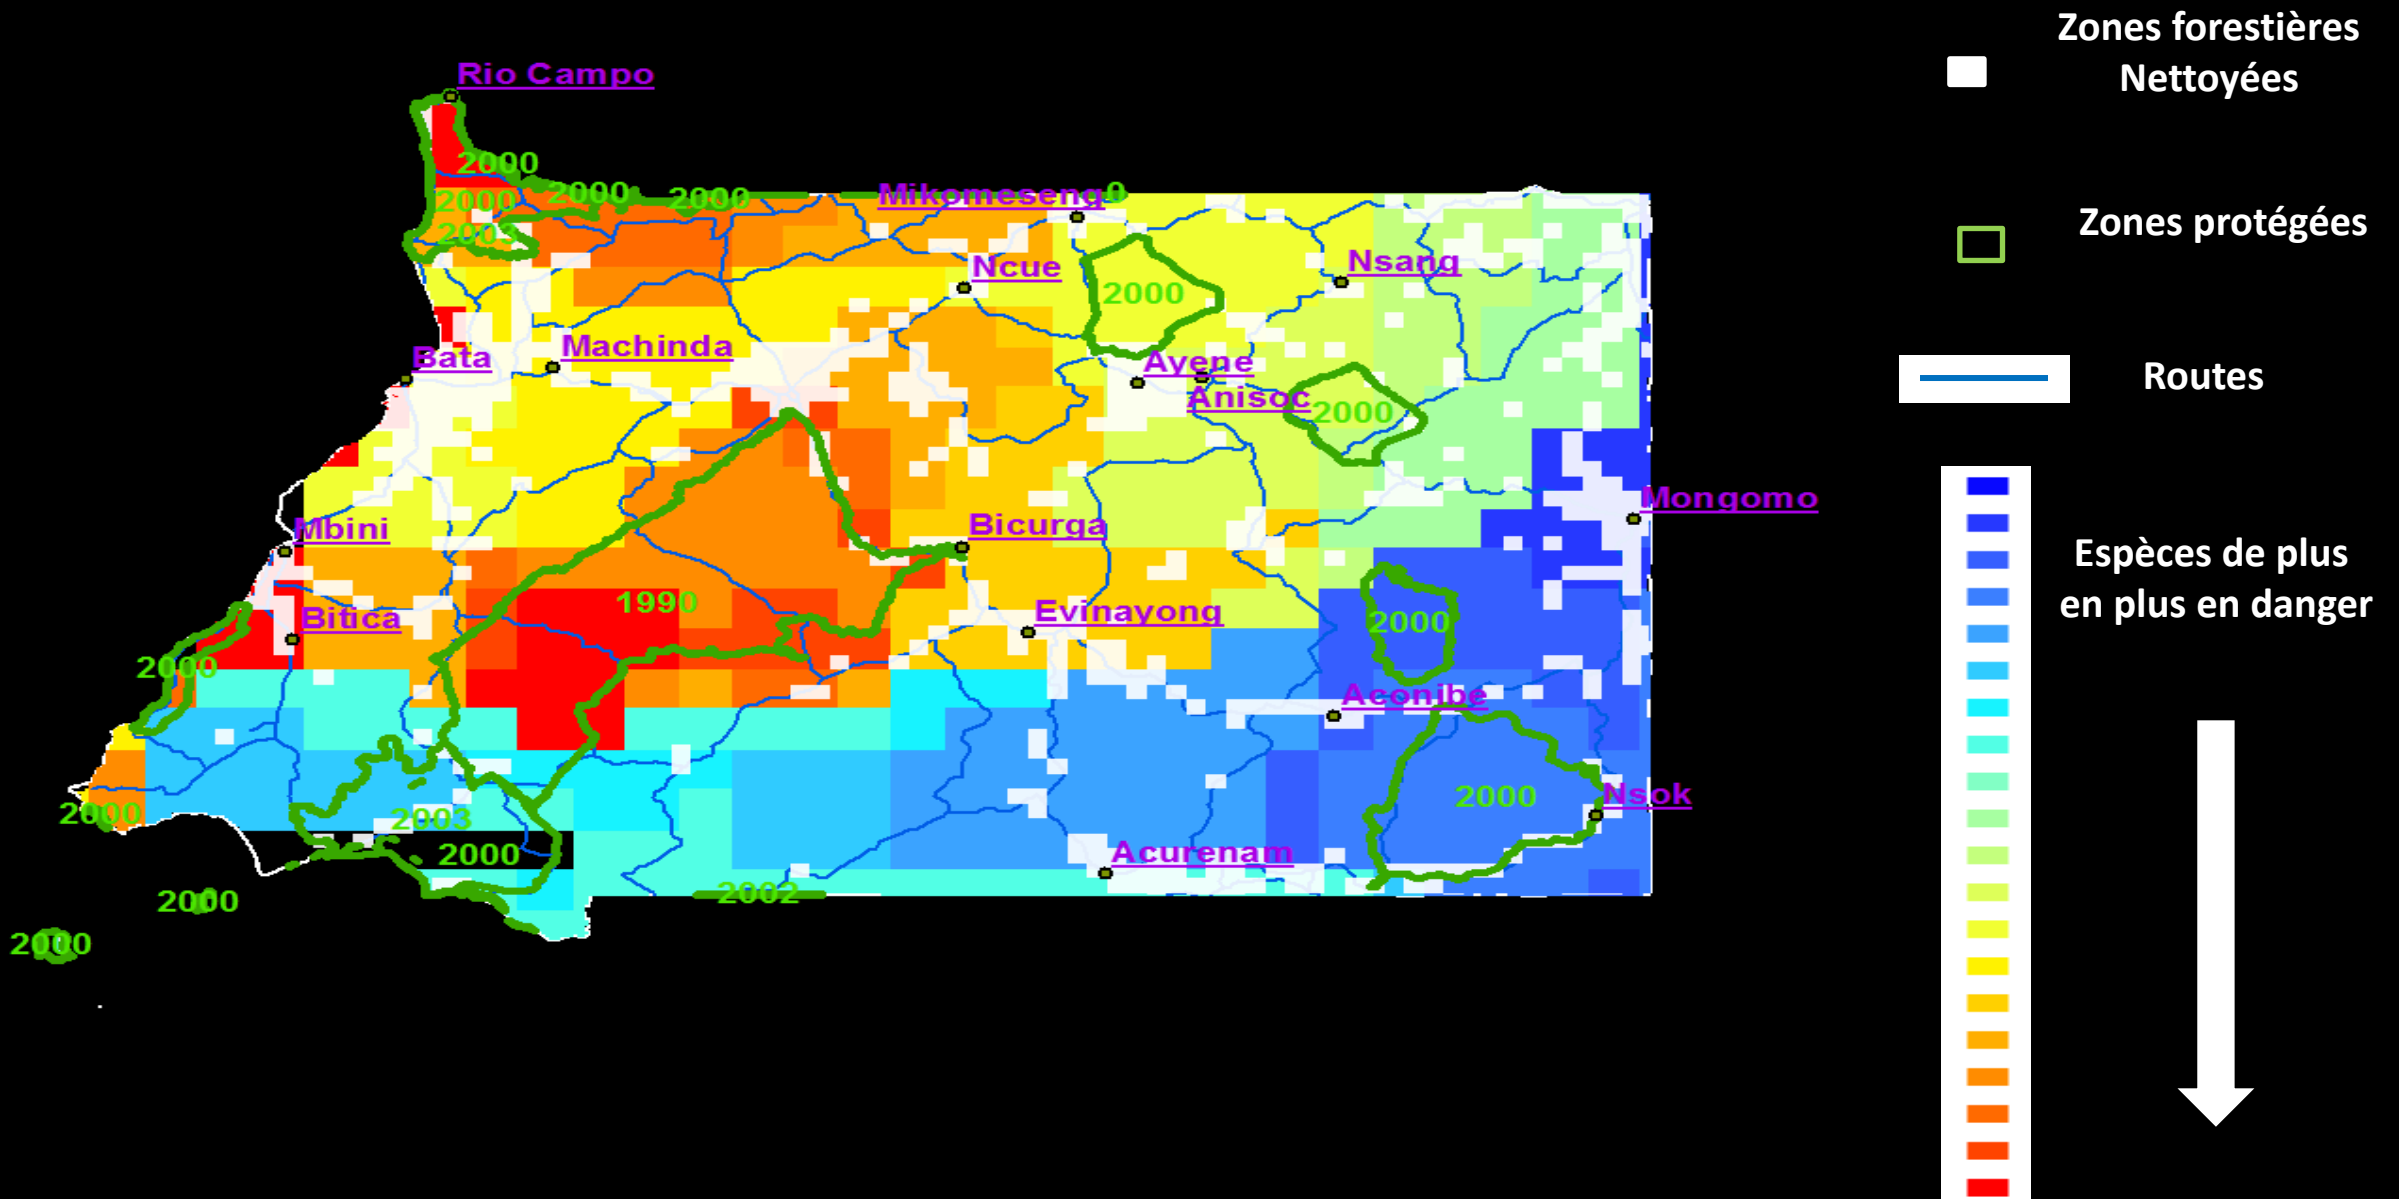 Zones forestières
Nettoyées
Zones protégées
Routes
Espèces de plus
en plus en danger
Rio Campo
2000
2000
2000
2000
Mikomeseng
0
2003
Ncue
Nsang
2000
Bata
Machinda
Ayene
Anisoc
2000
Mongomo
Mbini
Bicurga
1990
Bitica
Evinayong
2000
2000
Aconibe
2000
Nsok
2000
2003
2000
Acurenam
2002
2000
2000